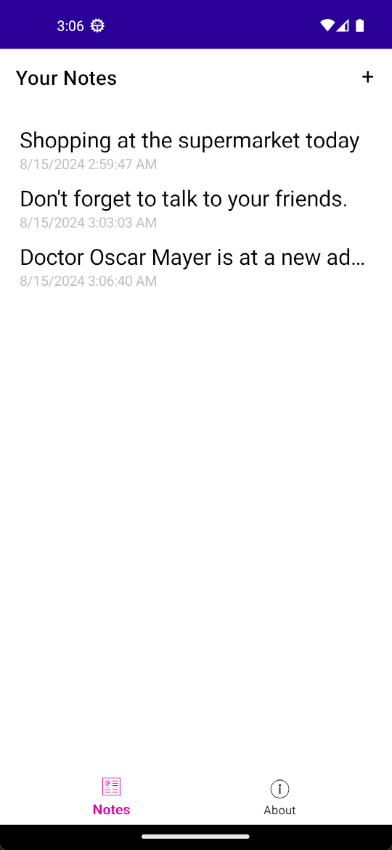 3:06
Your Notes +
Shopping at the supermarket today
8/15/2024 2:59:47 AM
Don't forget to talk to your friends.
8/15/2024 3:03:03 AM
Doctor Oscar Mayer is at a new ad...
8/15/2024 3:06:40 AM
Notes
About